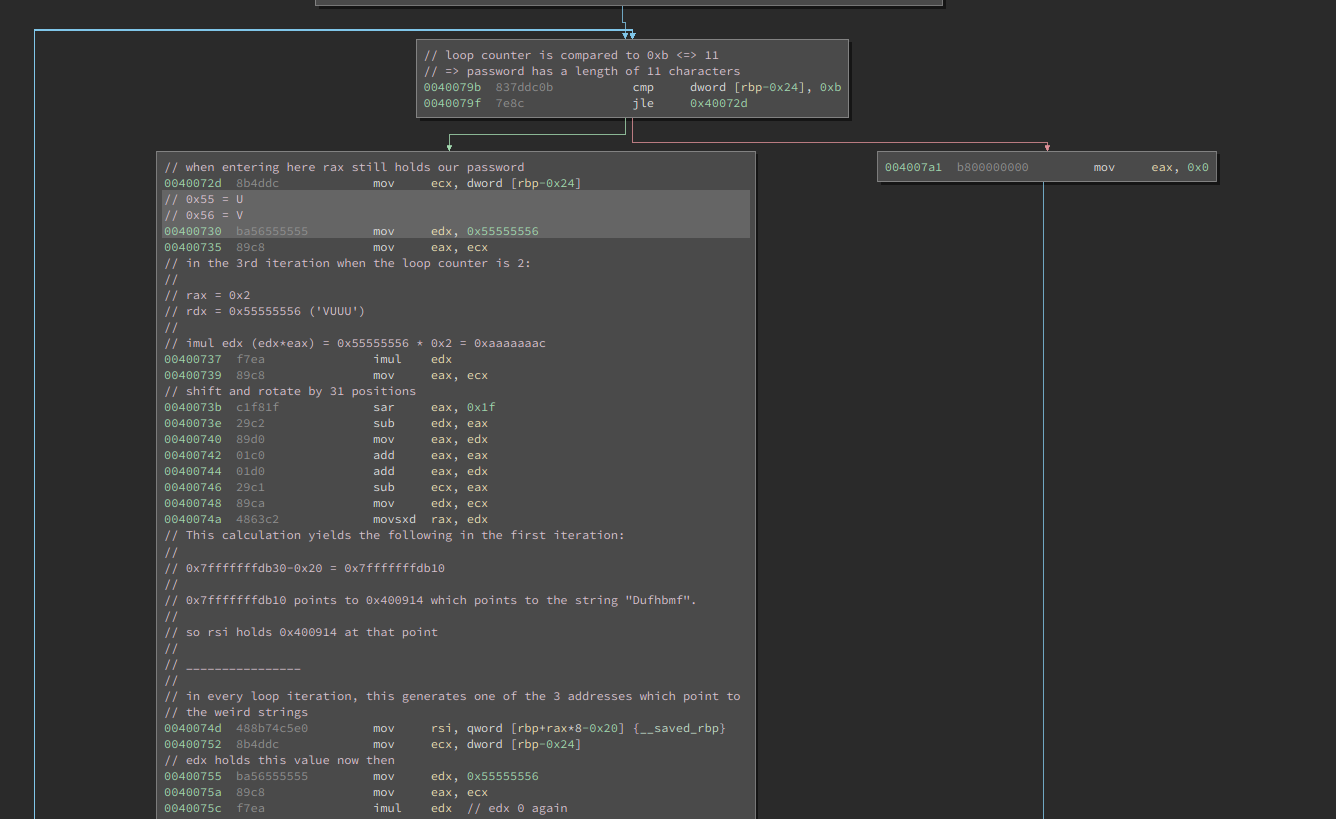 // loop counter is compared to 0xb <=> 11
// => password has a length of 11 characters
0040079b 837ddc0b cmp dword [rbp-0x24], 0xb
0040079f 7e8c jle 0x40072d
// when entering here rax still holds our password
0040072d 8b4ddc mov ecx, dword [rbp-0x24]
// 0x55 = U
// 0x56 = V
00400730 ba56555555 mov edx, 0x55555556
00400735 89c8 mov eax, ecx
// in the 3rd iteration when the loop counter is 2:
//
// rax = 0x2
// rdx = 0x55555556 ('VUUU')
//
// imul edx (edx*eax) = 0x55555556 * 0x2 = 0xaaaaaaac
00400737 f7ea imul edx
00400739 89c8 mov eax, ecx
// shift and rotate by 31 positions
0040073b c1f81f sar eax, 0x1f
0040073e 29c2 sub edx, eax
00400740 89d0 mov eax, edx
00400742 01c0 add eax, eax
00400744 01d0 add eax, edx
00400746 29c1 sub ecx, eax
00400748 89ca mov edx, ecx
0040074a 4863c2 movsxd rax, edx
// This calculation yields the following in the first iteration:
//
// 0x7fffffffdb30-0x20 = 0x7fffffffdb10
//
// 0x7fffffffdb10 points to 0x400914 which points to the string "Dufhbmf".
//
// so rsi holds 0x400914 at that point
//
// ________________
//
// in every loop iteration, this generates one of the 3 addresses which point to
// the weird strings
0040074d 488b74c5e0 mov rsi, qword [rbp+rax*8-0x20] {__saved_rbp}
00400752 8b4ddc mov ecx, dword [rbp-0x24]
// edx holds this value now then
00400755 ba56555555 mov edx, 0x55555556
0040075a 89c8 mov eax, ecx
0040075c f7ea imul edx // edx 0 again
004007a1 b800000000 mov eax, 0x0